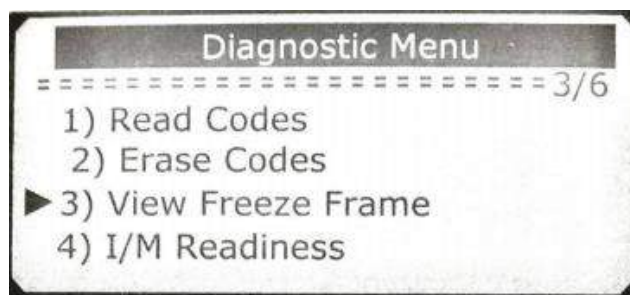 Diagnostic Menu
========================3/6
1) Read Codes
2) Erase Codes
▶3) View Freeze Frame
4) I/M Readiness